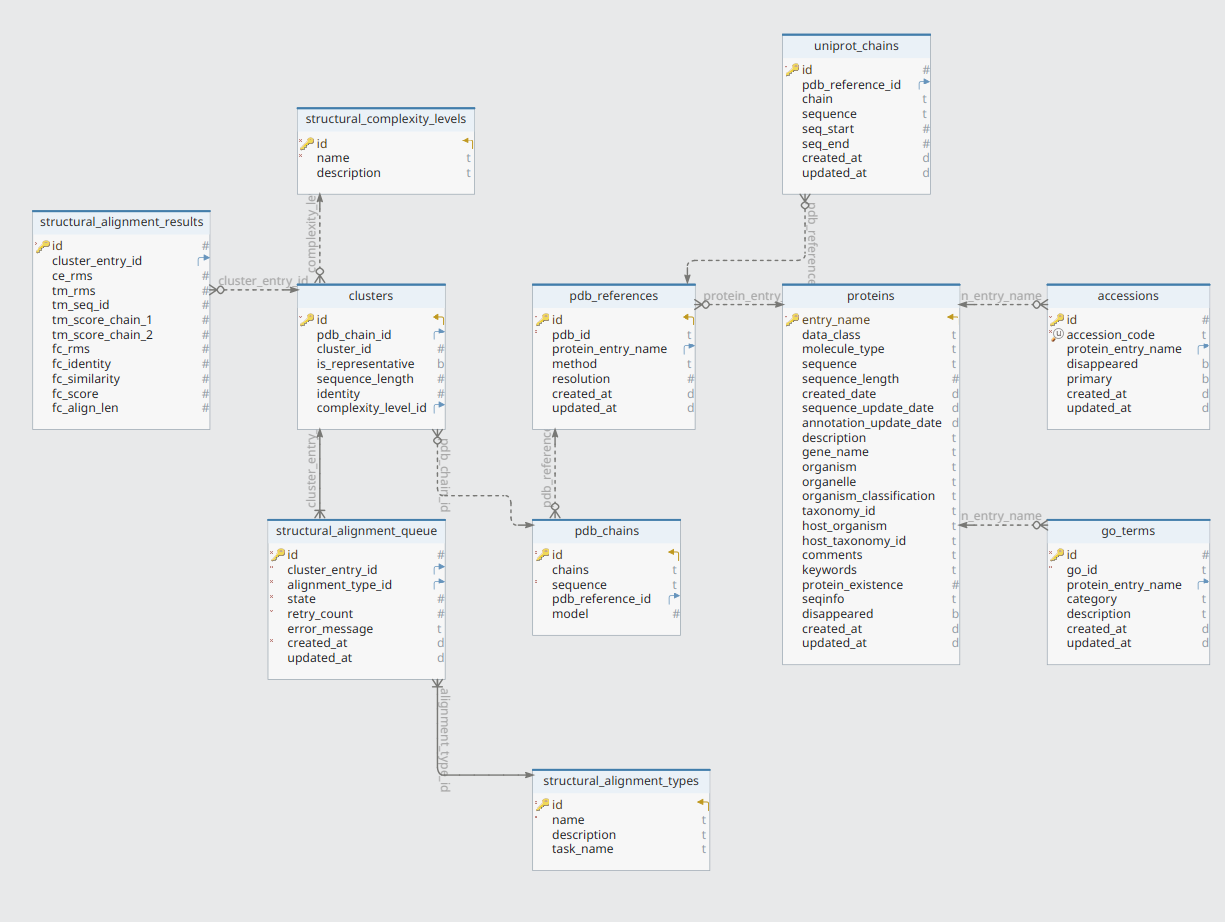 uniprot_chains
id #
pdb_reference_id
chain t
sequence t
seq_start #
seq_end #
created_at d
updated_at d
structural_complexity_levels
id
name t
description t
structural_alignment_results
id #
cluster_entry_id
ce_rms #
tm_rms #
tm_seq_id #
tm_score_chain_1 #
tm_score_chain_2 #
fc_rms #
fc_identity #
fc_similarity #
fc_score #
fc_align_len #
complexity_le
pdb_reference
cluster_entry_id
clusters
id
pdb_chain_id
cluster_id #
is_representative b
sequence_length #
identity #
complexity_level_id
pdb_references
id
pdb_id t
protein_entry_name
method t
resolution #
created_at d
updated_at d
protein_entry
proteins
entry_name
data_class t
molecule_type t
sequence t
sequence_length #
created_date d
sequence_update_date d
annotation_update_date d
description t
gene_name t
organism t
organelle t
organism_classification t
taxonomy_id t
host_organism t
host_taxonomy_id t
comments t
keywords t
protein_existence #
seqinfo t
disappeared b
created_at d
updated_at d
n_entry_name
accessions
id #
u accession_code t
protein_entry_name
disappeared b
primary b
created_at d
updated_at d
cluster_entry
pdb_chain_id
pdb_reference
structural_alignment_queue
id #
cluster_entry_id
alignment_type_id
state #
retry_count #
error_message t
created_at d
updated_at d
pdb_chains
id
chains t
sequence t
pdb_reference_id
model #
n_entry_name
go_terms
id #
go_id t
protein_entry_name
category t
description t
created_at d
updated_at d
alignment_type_id
structural_alignment_types
id
name t
description t
task_name t